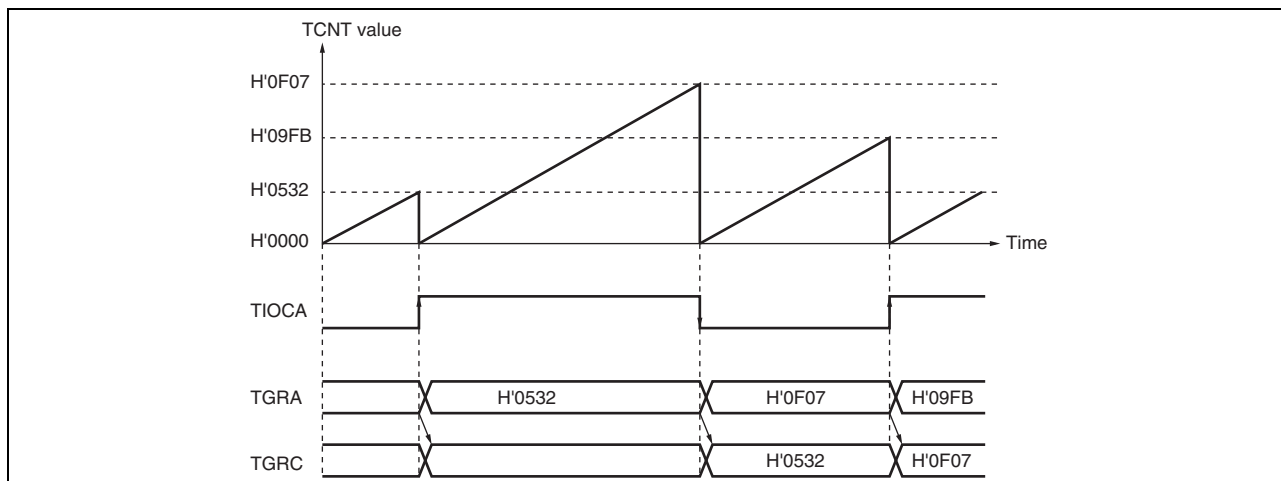 TCNT value
H'0F07
H'09FB
H'0532
H'0000
Time
TIOCA
TGRA
H'0532
H'0F07
H'09FB
TGRC
H'0532
H'0F07